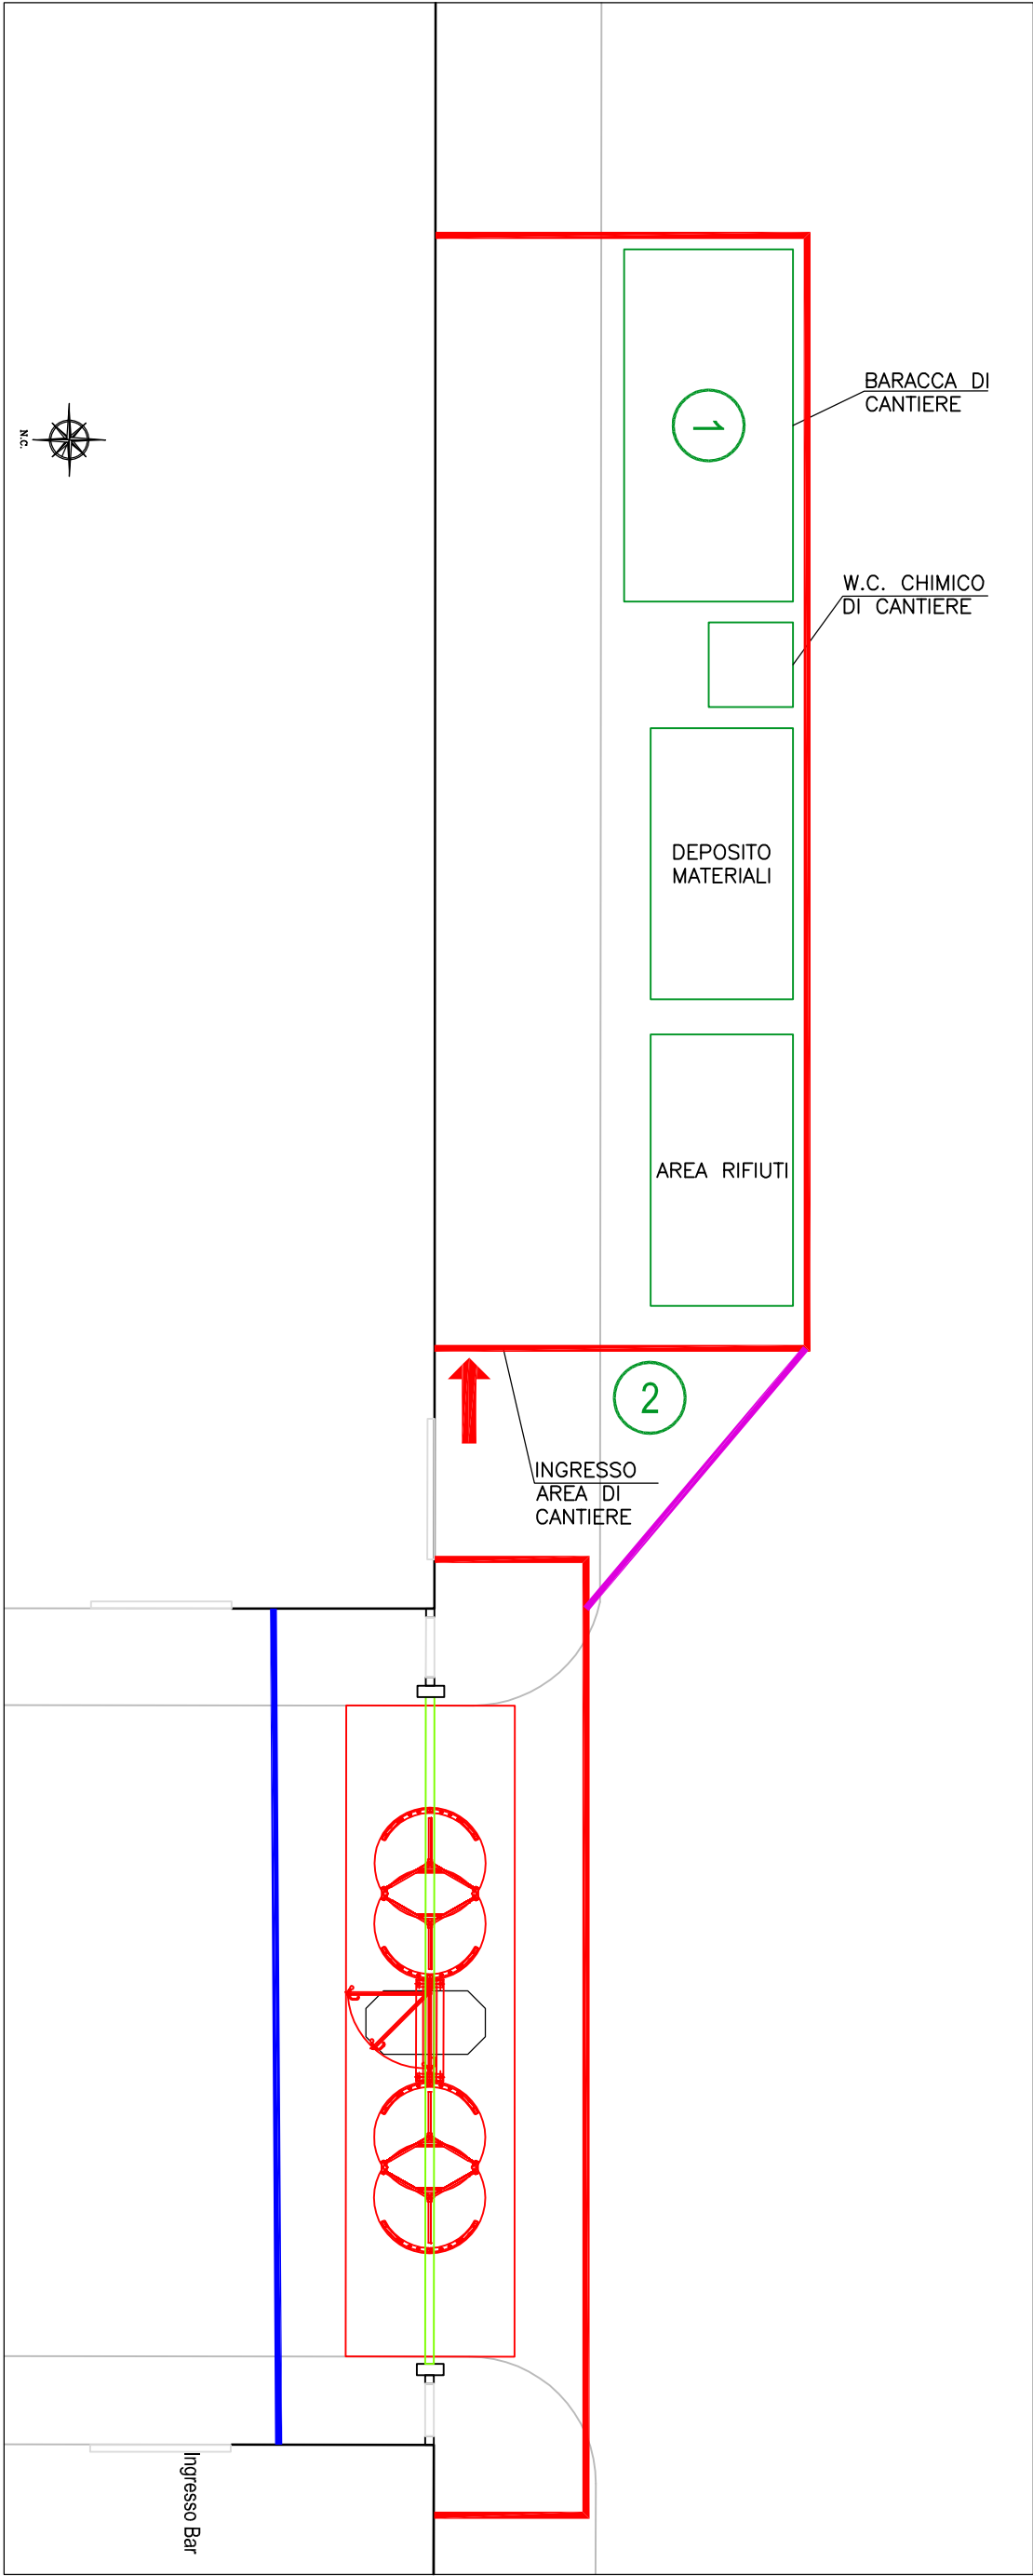 BARACCA DI
CANTIERE
1
N.C.
W.C. CHIMICO
DI CANTIERE
DEPOSITO
MATERIALI
AREA RIFIUTI
2
INGRESSO
AREA DI
CANTIERE
Ingresso Bar